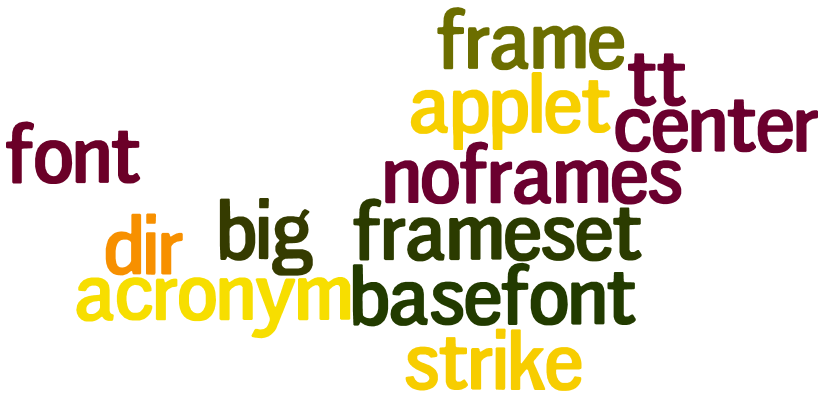 frame
tt
applet
center
font
noframes
big
frameset
dir
acronym
basefont
strike